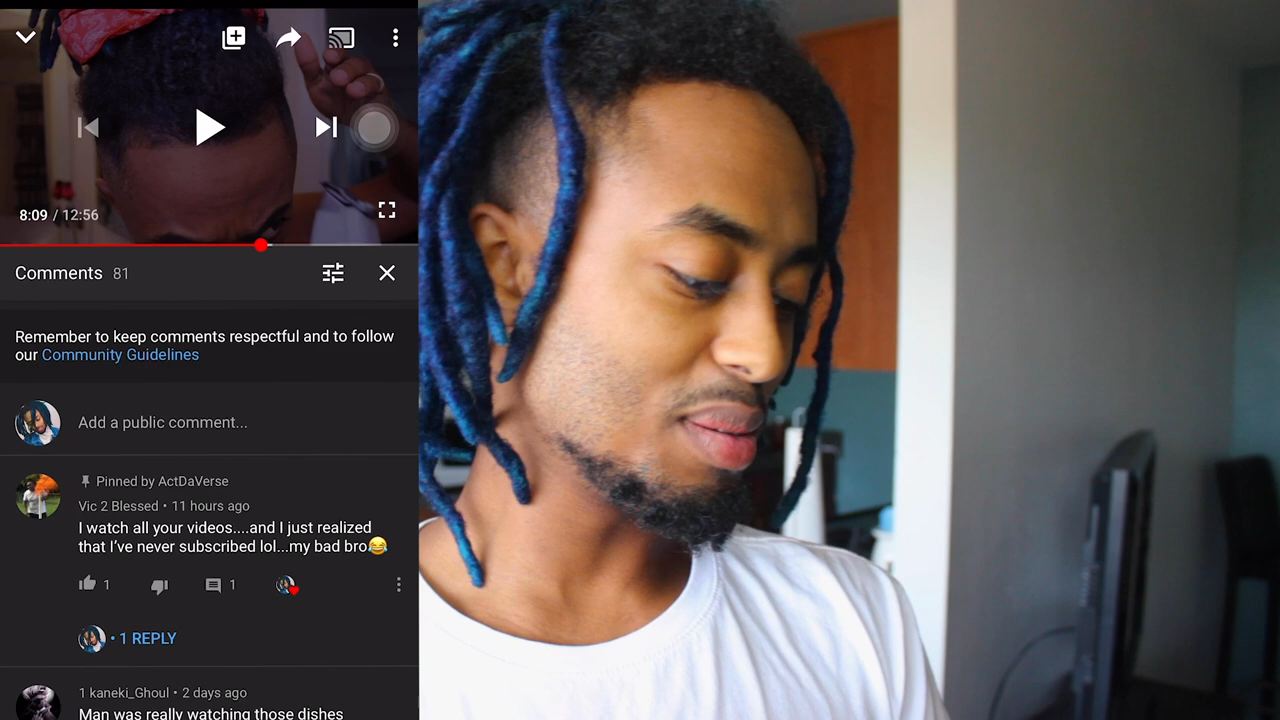 8:09 / 12:56
Comments 81
Remember to keep comments respectful and to follow
our Community Guidelines
Add a public comment...
Pinned by ActDaVerse
Vic 2 Blessed • 11 hours ago
I watch all your videos....and I just realized
that I've never subscribed lol...my bad bro😂
1
1
• 1 REPLY
1 kaneki_Ghoul • 2 days ago
Man was really watching those dishes